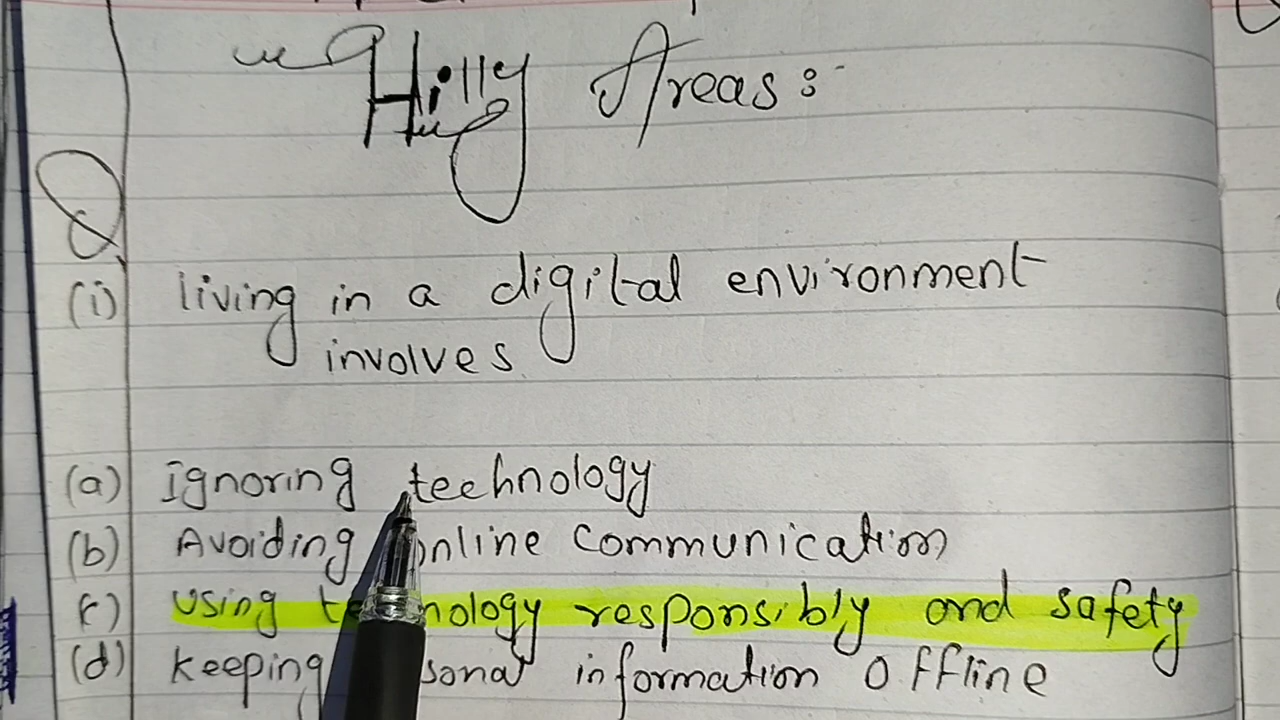 Hilly Areas:-
Q.
(i) living in a digital environment
involves
(a) Ignoring technology
(b) Avoiding online communication
(c) using technology responsibly and safety
(d) keeping personal information offline